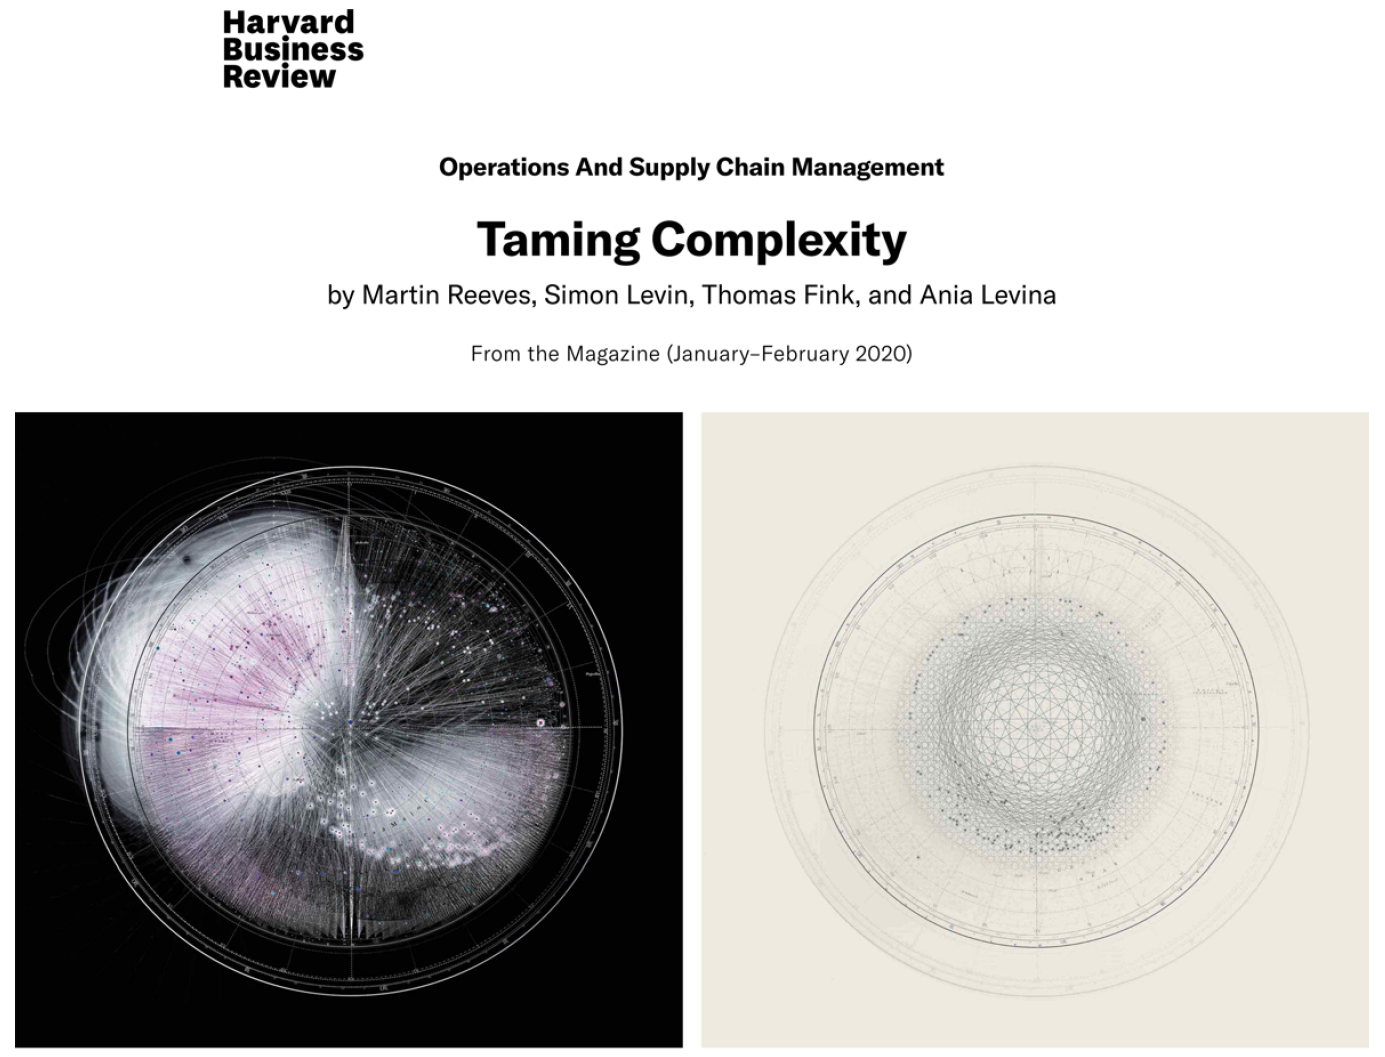 Harvard
Business
Review
Operations And Supply Chain Management
Taming Complexity
by Martin Reeves, Simon Levin, Thomas Fink, and Ania Levina
From the Magazine (January–February 2020)